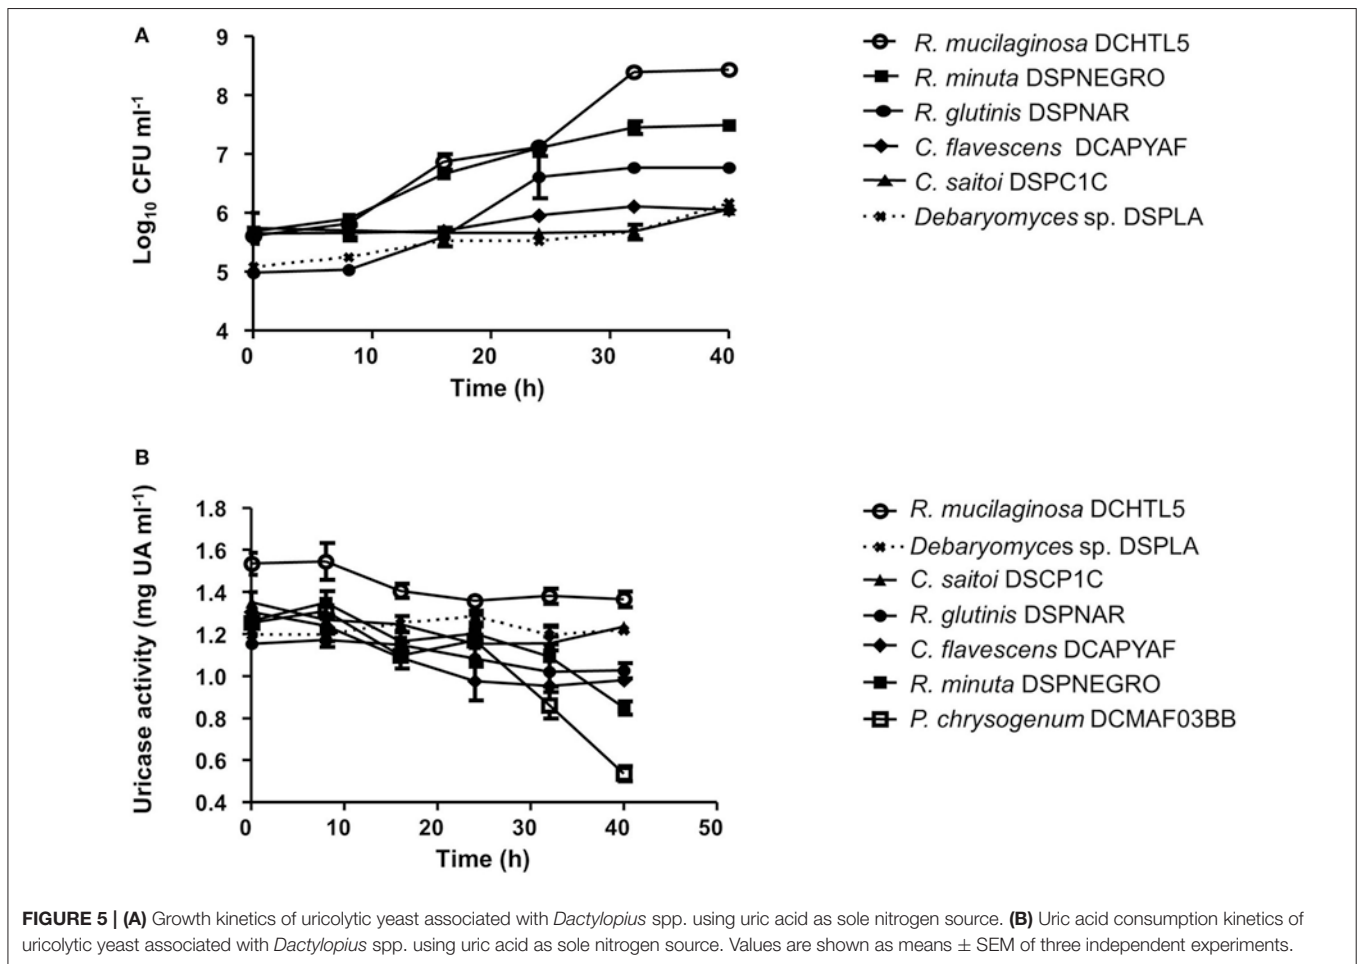 A
9
8
7
6
5
4
Log10 CFU ml-1
0 10 20 30 40
Time (h)
R. mucilaginosa DCHTL5
R. minuta DSPNEGRO
R. glutinis DSPNAR
C. flavescens DCAPYAF
C. saitoi DSPC1C
Debaryomyces sp. DSPLA
B
1.8
1.6
1.4
1.2
1.0
0.8
0.6
0.4
Uricase activity (mg UA ml-1)
0 10 20 30 40 50
Time (h)
R. mucilaginosa DCHTL5
Debaryomyces sp. DSPLA
C. saitoi DSCP1C
R. glutinis DSPNAR
C. flavescens DCAPYAF
R. minuta DSPNEGRO
P. chrysogenum DCMAF03BB
FIGURE 5 | (A) Growth kinetics of uricolytic yeast associated with Dactylopius spp. using uric acid as sole nitrogen source. (B) Uric acid consumption kinetics of
uricolytic yeast associated with Dactylopius spp. using uric acid as sole nitrogen source. Values are shown as means ± SEM of three independent experiments.